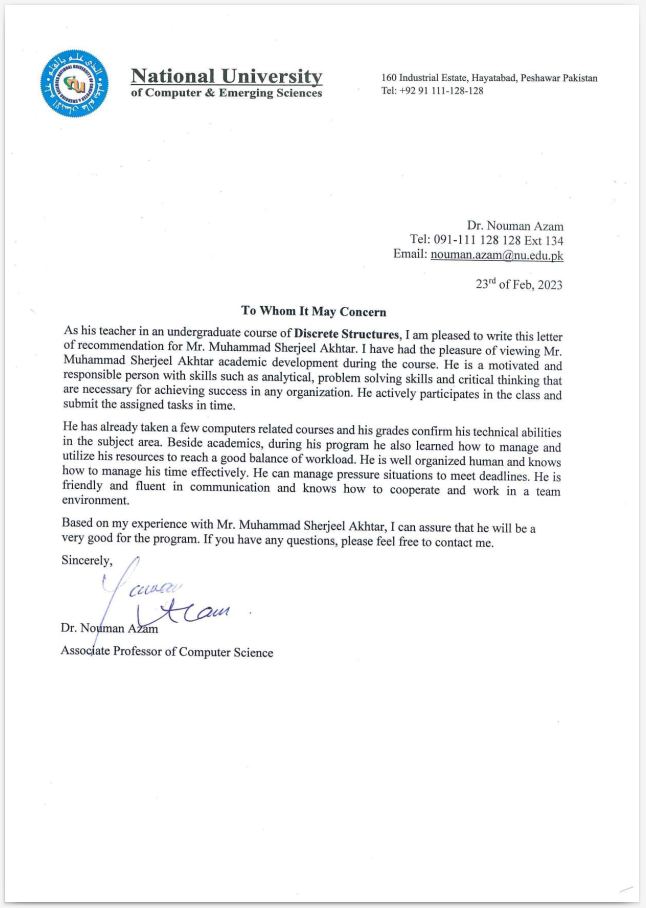 National University
of Computer & Emerging Sciences
160 Industrial Estate, Hayatabad, Peshawar Pakistan
Tel: +92 91 111-128-128
Dr. Nouman Azam
Tel: 091-111 128 128 Ext 134
Email: nouman.azam@nu.edu.pk
23rd of Feb, 2023
To Whom It May Concern
As his teacher in an undergraduate course of Discrete Structures, I am pleased to write this letter
of recommendation for Mr. Muhammad Sherjeel Akhtar. I have had the pleasure of viewing Mr.
Muhammad Sherjeel Akhtar academic development during the course. He is a motivated and
responsible person with skills such as analytical, problem solving skills and critical thinking that
are necessary for achieving success in any organization. He actively participates in the class and
submit the assigned tasks in time.
He has already taken a few computers related courses and his grades confirm his technical abilities
in the subject area. Beside academics, during his program he also learned how to manage and
utilize his resources to reach a good balance of workload. He is well organized human and knows
how to manage his time effectively. He can manage pressure situations to meet deadlines. He is
friendly and fluent in communication and knows how to cooperate and work in a team
environment.
Based on my experience with Mr. Muhammad Sherjeel Akhtar, I can assure that he will be a
very good for the program. If you have any questions, please feel free to contact me.
Sincerely,
Dr. Nouman Azam
Associate Professor of Computer Science